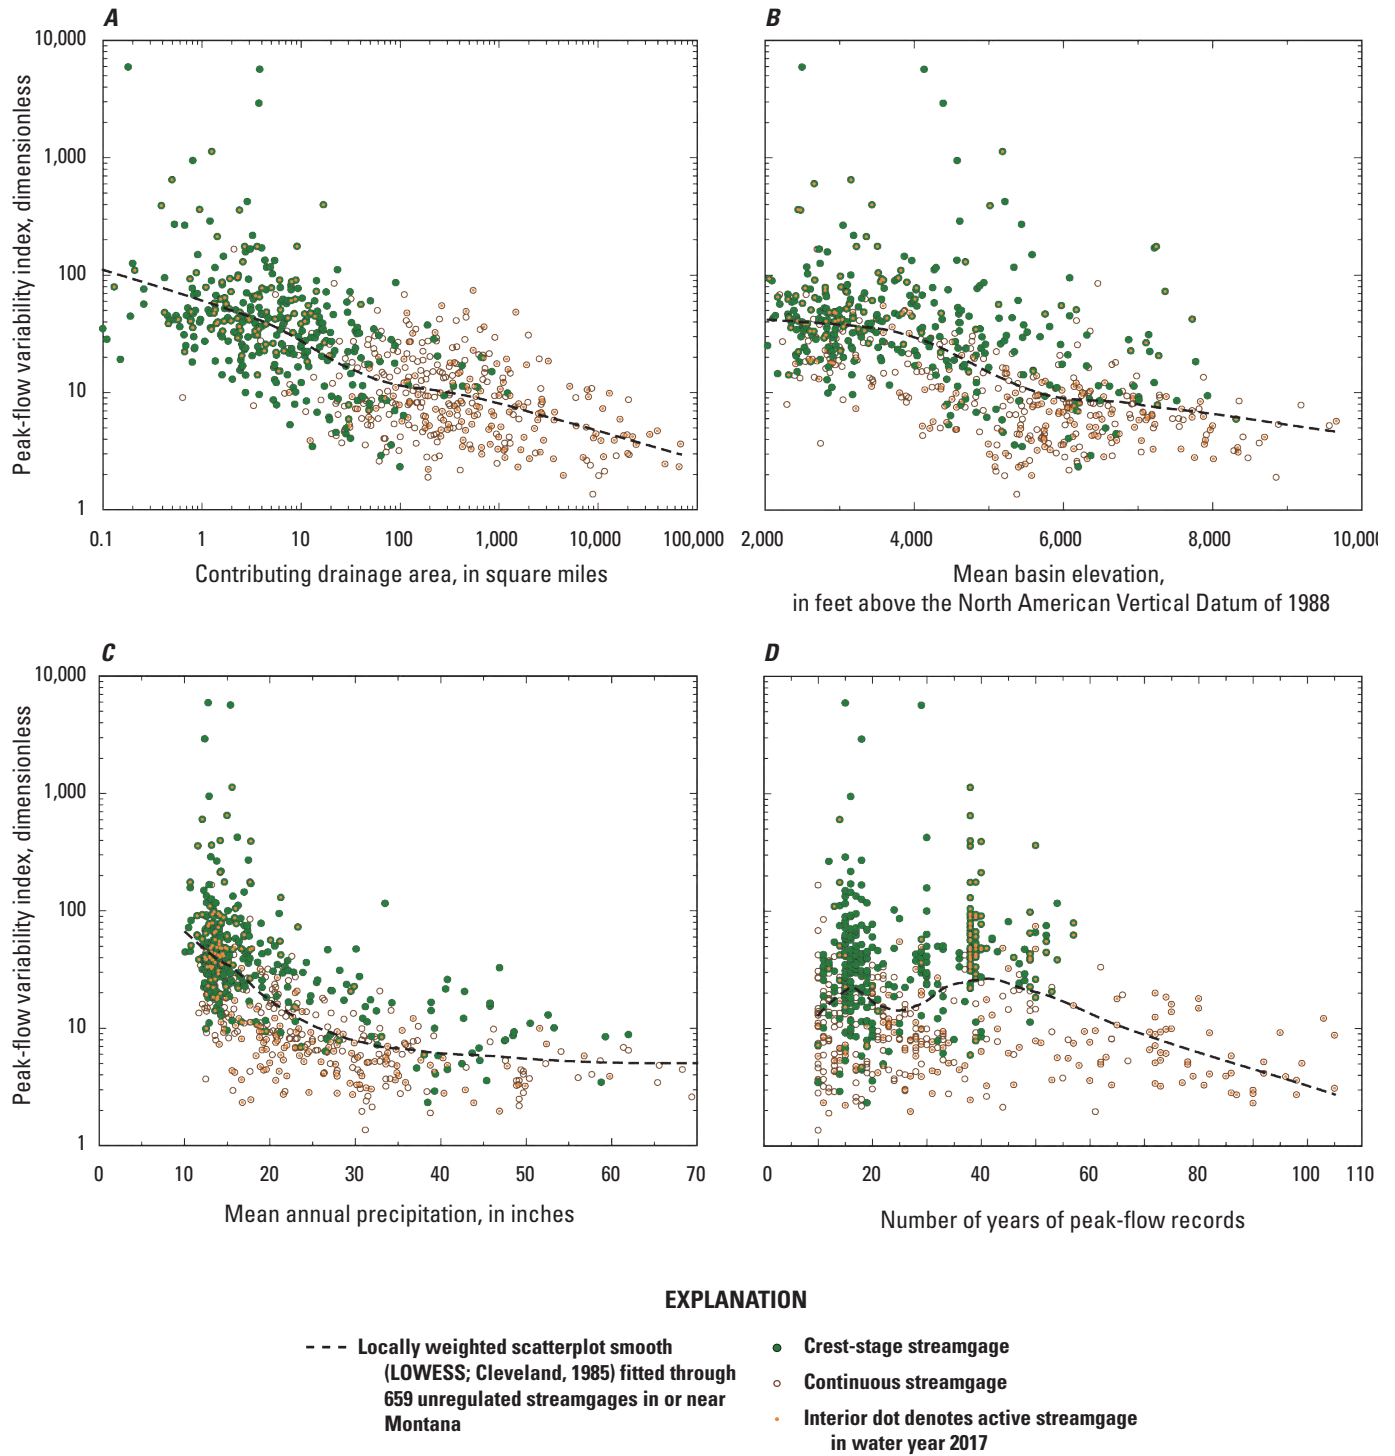 A
B
10,000
1,000
100
10
1
Peak-flow variability index, dimensionless
0.1 1 10 100 1,000 10,000 100,000
2,000 4,000 6,000 8,000 10,000
Contributing drainage area, in square miles
Mean basin elevation,
in feet above the North American Vertical Datum of 1988
C
D
10,000
1,000
100
10
1
Peak-flow variability index, dimensionless
0 10 20 30 40 50 60 70
0 20 40 60 80 100 110
Mean annual precipitation, in inches
Number of years of peak-flow records
EXPLANATION
Locally weighted scatterplot smooth
(LOWESS; Cleveland, 1985) fitted through
659 unregulated streamgages in or near
Montana
Crest-stage streamgage
Continuous streamgage
Interior dot denotes active streamgage
in water year 2017